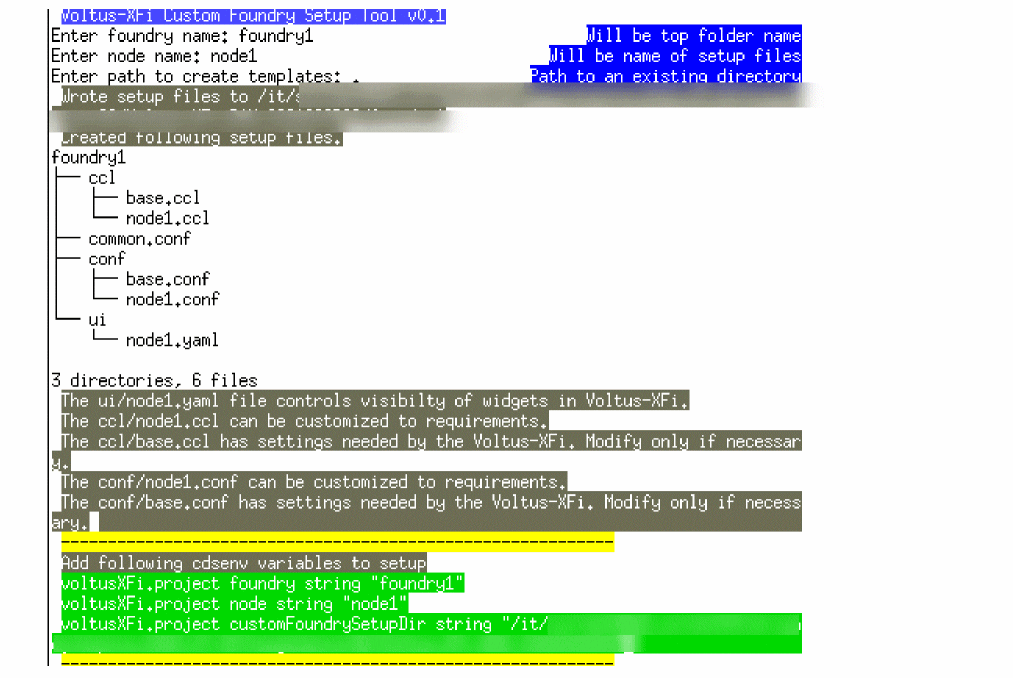 Voltus-XFi Custom Foundry Setup Tool v0.1
Enter foundry name: foundry1 Will be top folder name
Enter node name: node1 Will be name of setup files
Enter path to create templates: . Path to an existing directory
Wrote setup files to /it/
Created following setup files.
foundry1
├── ccl
│   ├── base.ccl
│   └── node1.ccl
├── common.conf
├── conf
│   ├── base.conf
│   └── node1.conf
└── ui
    └── node1.yaml
3 directories, 6 files
The ui/node1.yaml file controls visibilty of widgets in Voltus-XFi.
The ccl/node1.ccl can be customized to requirements.
The ccl/base.ccl has settings needed by the Voltus-XFi. Modify only if necessar
y.
The conf/node1.conf can be customized to requirements.
The conf/base.conf has settings needed by the Voltus-XFi. Modify only if necess
ary.
------------------------------------------------------------
Add following cdsenv variables to setup
voltusXFi.project foundry string "foundry1"
voltusXFi.project node string "node1"
voltusXFi.project customFoundrySetupDir string "/it/
------------------------------------------------------------